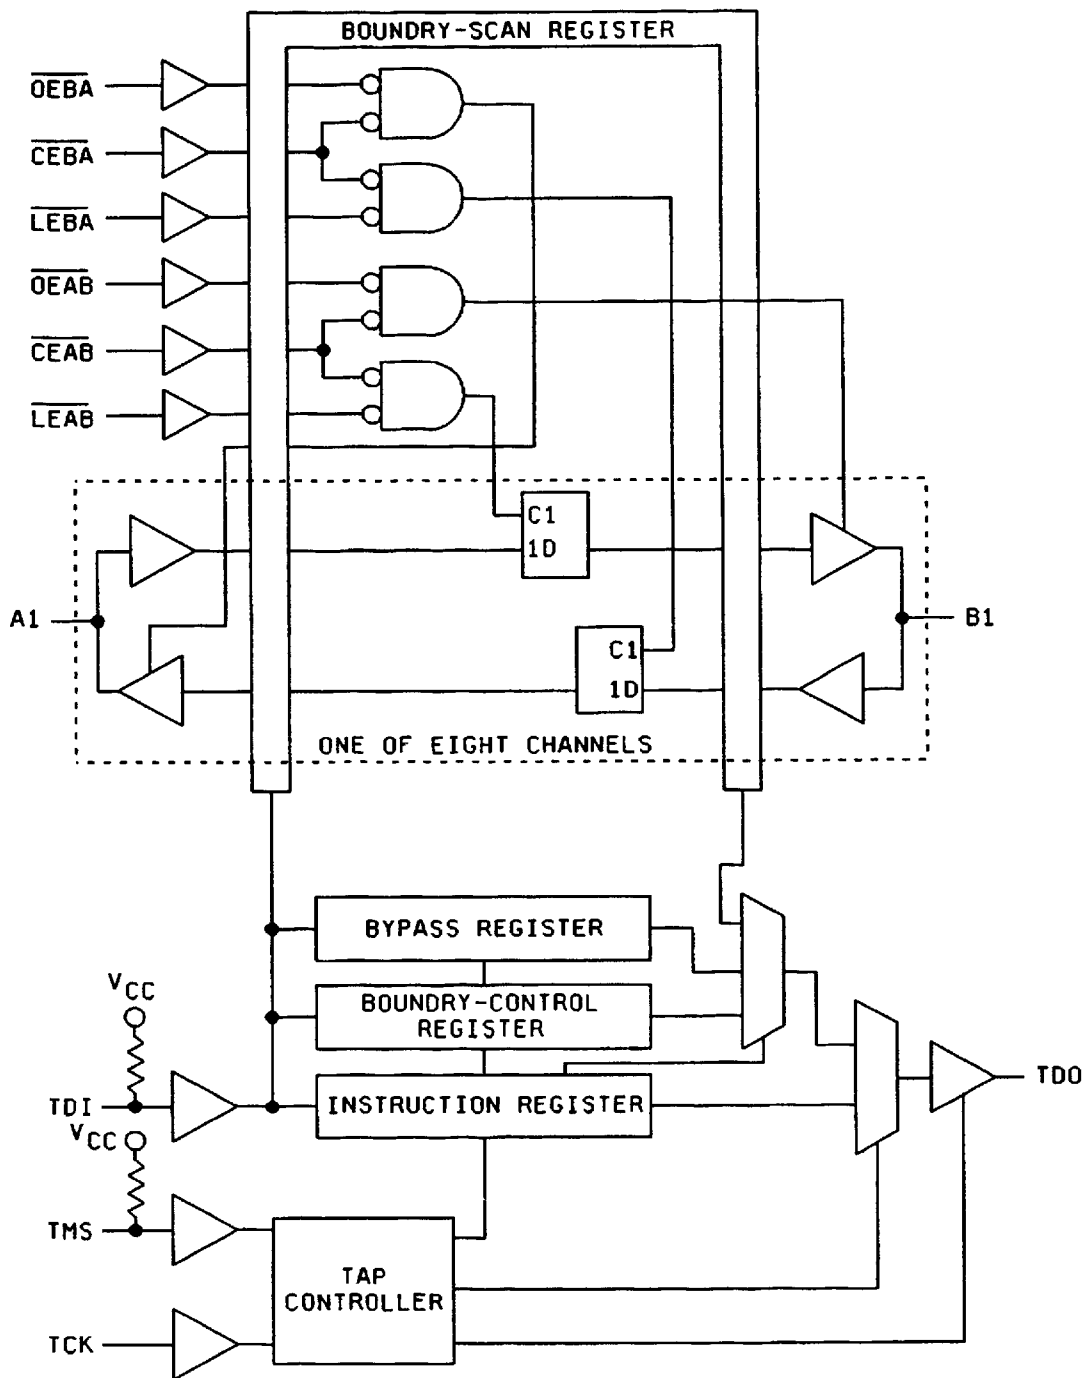 BOUNDRY-SCAN REGISTER
OEBA
CEBA
LEBA
OEAB
CEAB
LEAB
C1
1D
A1
B1
C1
1D
ONE OF EIGHT CHANNELS
BYPASS REGISTER
VCC
BOUNDRY-CONTROL
REGISTER
TDI
INSTRUCTION REGISTER
TDO
VCC
TMS
TAP
CONTROLLER
TCK